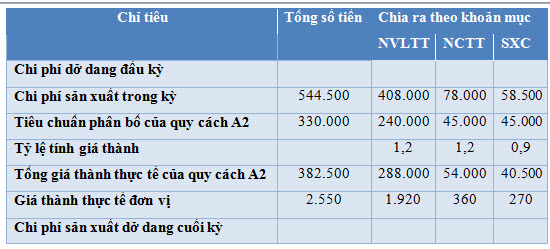 Chỉ tiêu Tổng số tiền Chia ra theo khoản mục
NVLTT NCTT SXC
Chi phí dở dang đầu kỳ
Chi phí sản xuất trong kỳ 544.500 408.000 78.000 58.500
Tiêu chuẩn phân bổ của quy cách A2 330.000 240.000 45.000 45.000
Tỷ lệ tính giá thành 1,2 1,2 0,9
Tổng giá thành thực tế của quy cách A2 382.500 288.000 54.000 40.500
Giá thành thực tế đơn vị 2.550 1.920 360 270
Chi phí sản xuất dở dang cuối kỳ